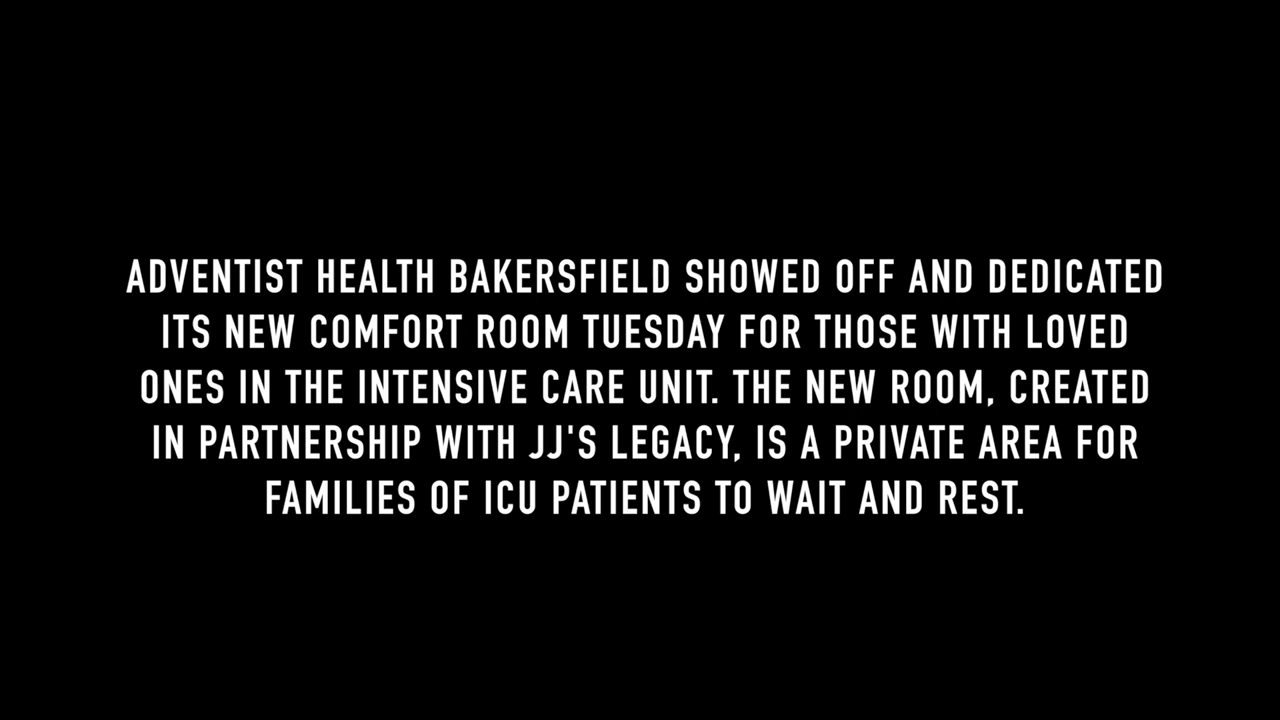 ADVENTIST HEALTH BAKERSFIELD SHOWED OFF AND DEDICATED
ITS NEW COMFORT ROOM TUESDAY FOR THOSE WITH LOVED
ONES IN THE INTENSIVE CARE UNIT. THE NEW ROOM, CREATED
IN PARTNERSHIP WITH JJ'S LEGACY, IS A PRIVATE AREA FOR
FAMILIES OF ICU PATIENTS TO WAIT AND REST.